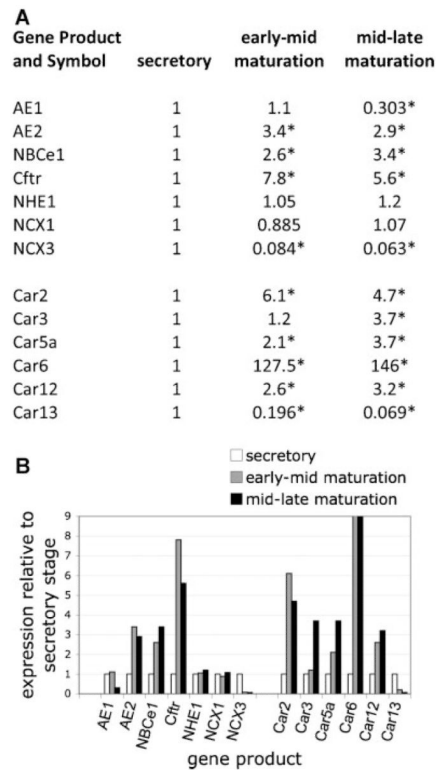 A
Gene Product and Symbol secretory early-mid maturation mid-late maturation
AE1 1 1.1 0.303*
AE2 1 3.4* 2.9*
NBCe1 1 2.6* 3.4*
Cftr 1 7.8* 5.6*
NHE1 1 1.05 1.2
NCX1 1 0.885 1.07
NCX3 1 0.084* 0.063*
Car2 1 6.1* 4.7*
Car3 1 1.2 3.7*
Car5a 1 2.1* 3.7*
Car6 1 127.5* 146*
Car12 1 2.6* 3.2*
Car13 1 0.196* 0.069*
B
secretory
early-mid maturation
mid-late maturation
expression relative to
secretory stage
9
8
7
6
5
4
3
2
1
0
AE1 AE2 NBCe1 Cftr NHE1 NCX1 NCX3 Car2 Car3 Car5a Car6 Car12 Car13
gene product